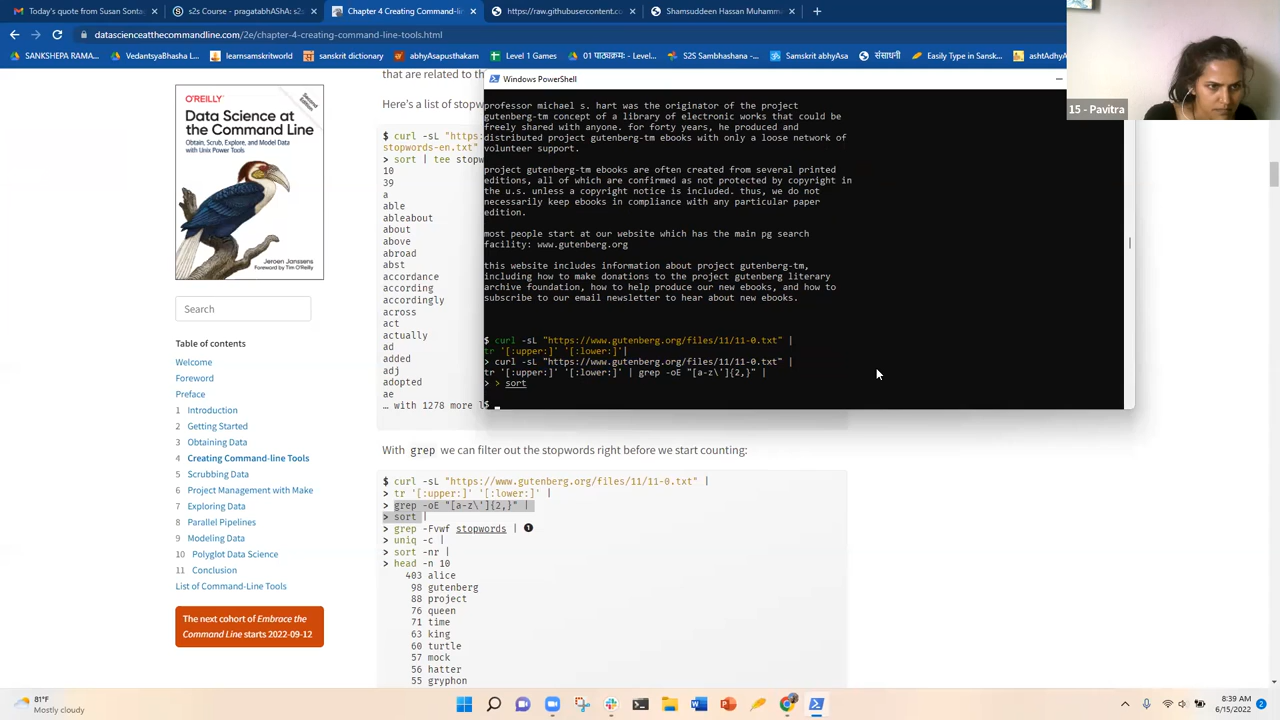 Today's quote from Susan Sontag
s2s Course - pragabhASha: s2s
Chapter 4 Creating Command-line
https://raw.githubusercontent.c
Shamsuddeen Hassan Muhamma
datascienceatthecommandline.com/2e/chapter-4-creating-command-line-tools.html
SANKSHEPA RAMA...
VedantsyaBhasha L...
learnsamskritworld
sanskrit dictionary
abhyAsapustham
Level 1 Games
01 पाठ्यक्रमः - Level...
S2S Sambhashana -...
Samskrit abhyAsa
संसाधनी
Easily Type in Sanskr...
ashtAdhyA
that are related to th
Here's a list of stopw
O'REILLY®
Second Edition
Data Science at
the Command Line
Obtain, Scrub, Explore, and Model Data
with Unix Power Tools
Jeroen Janssens
Foreword by Tim O'Reilly
Search
Table of contents
Welcome
Foreword
Preface
1 Introduction
2 Getting Started
3 Obtaining Data
4 Creating Command-line Tools
5 Scrubbing Data
6 Project Management with Make
7 Exploring Data
8 Parallel Pipelines
9 Modeling Data
10 Polyglot Data Science
11 Conclusion
List of Command-Line Tools
The next cohort of Embrace the
Command Line starts 2022-09-12
$ curl -sL "https:
stopwords-en.txt"
> sort | tee stopw
10
39
a
able
ableabout
about
above
abroad
abst
accordance
according
accordingly
across
act
actually
ad
added
adj
adopted
ae
… with 1278 more l
Windows PowerShell
professor michael s. hart was the originator of the project
gutenberg-tm concept of a library of electronic works that could be
freely shared with anyone. for forty years, he produced and
distributed project gutenberg-tm ebooks with only a loose network of
volunteer support.
project gutenberg-tm ebooks are often created from several printed
editions, all of which are confirmed as not protected by copyright in
the u.s. unless a copyright notice is included. thus, we do not
necessarily keep ebooks in compliance with any particular paper
edition.
most people start at our website which has the main pg search
facility: www.gutenberg.org
this website includes information about project gutenberg-tm,
including how to make donations to the project gutenberg literary
archive foundation, how to help produce our new ebooks, and how to
subscribe to our email newsletter to hear about new ebooks.
$ curl -sL "https://www.gutenberg.org/files/11/11-0.txt" |
tr '[:upper:]' '[:lower:]'|
> curl -sL "https://www.gutenberg.org/files/11/11-0.txt" |
tr '[:upper:]' '[:lower:]' | grep -oE "[a-z\']{2,}" |
> > sort
$
15 - Pavitra
With grep we can filter out the stopwords right before we start counting:
$ curl -sL "https://www.gutenberg.org/files/11/11-0.txt" |
> tr '[:upper:]' '[:lower:]' |
> grep -oE "[a-z\']{2,}" |
> sort |
> grep -Fvwf stopwords | 1
> uniq -c |
> sort -nr |
> head -n 10
403 alice
98 gutenberg
88 project
76 queen
71 time
63 king
60 turtle
57 mock
56 hatter
55 gryphon
81°F
Mostly cloudy
8:39 AM
6/15/2022
2